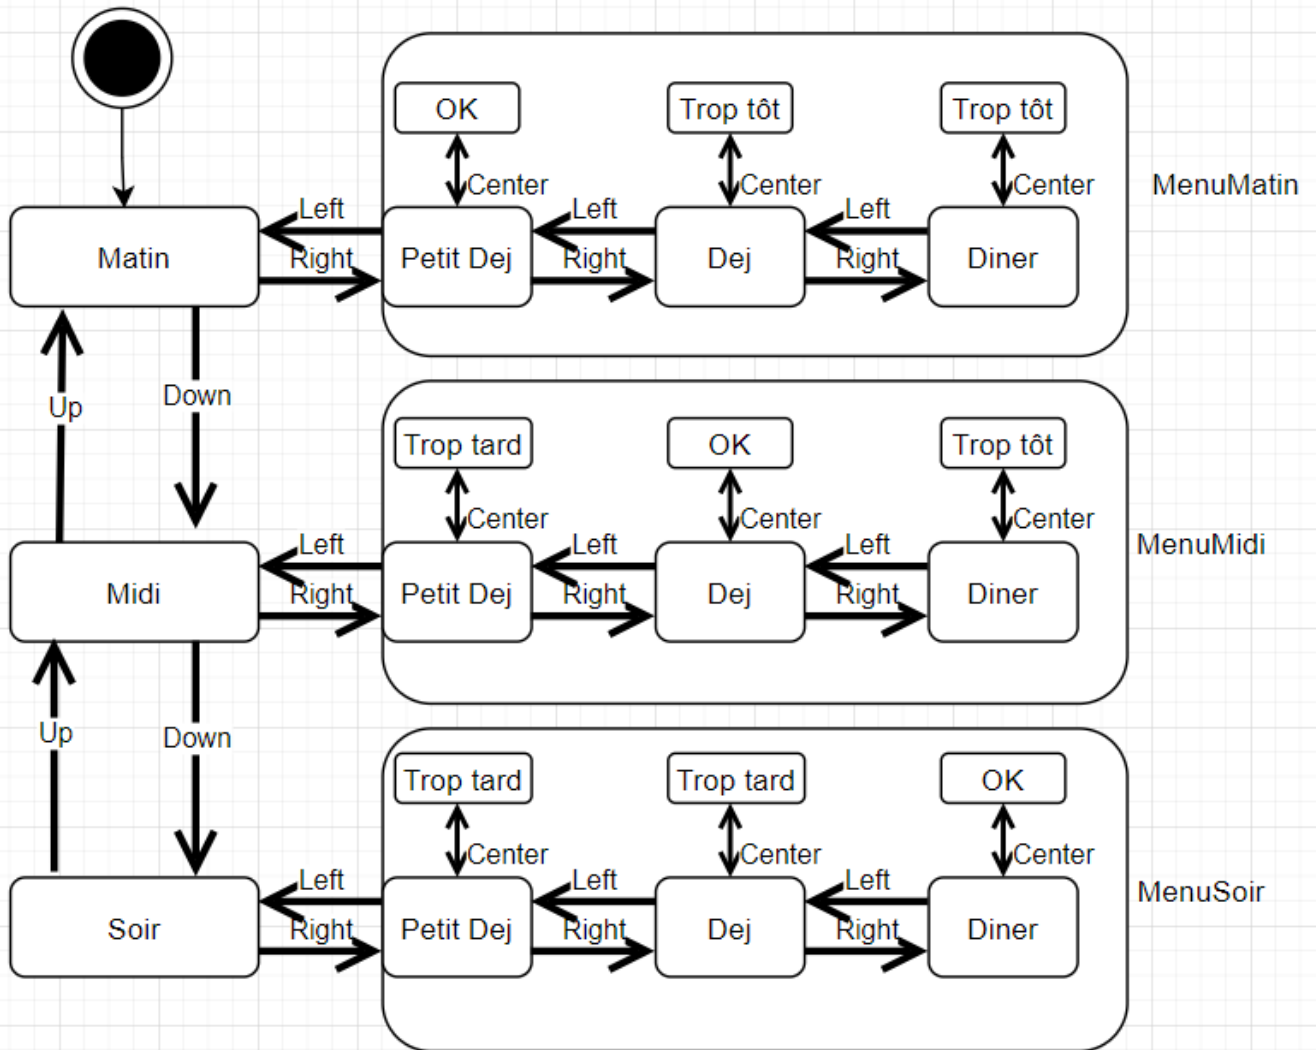 OK
Trop tôt
Trop tôt
Center
Center
Center
MenuMatin
Left
Left
Left
Matin
Right
Petit Dej
Right
Dej
Right
Diner
Up
Down
Trop tard
OK
Trop tôt
Center
Center
Center
MenuMidi
Left
Left
Left
Midi
Right
Petit Dej
Right
Dej
Right
Diner
Up
Down
Trop tard
Trop tard
OK
Center
Center
Center
MenuSoir
Left
Left
Left
Soir
Right
Petit Dej
Right
Dej
Right
Diner